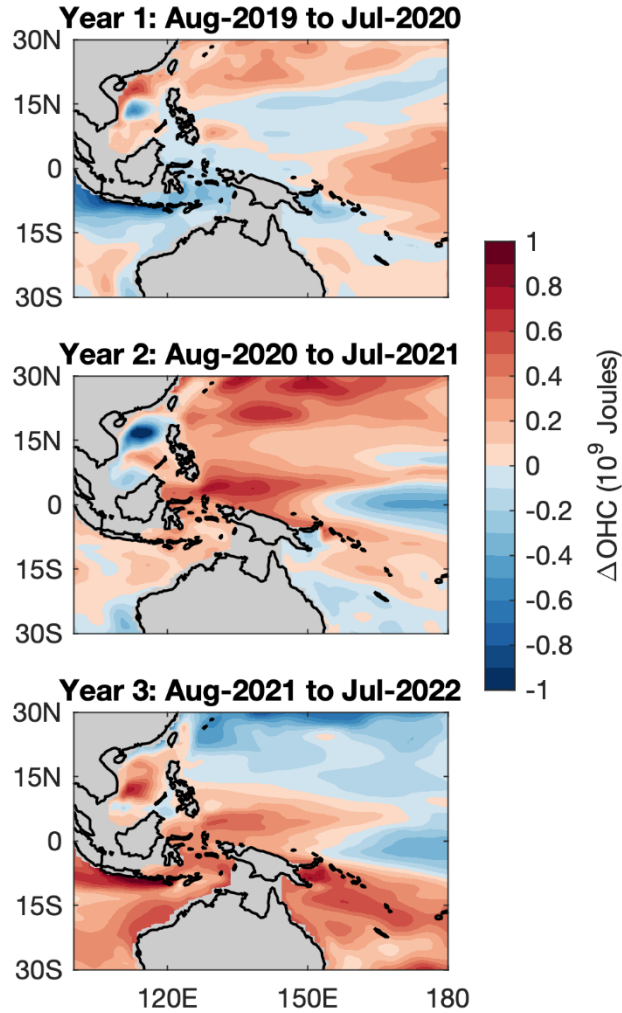 Year 1: Aug-2019 to Jul-2020
30N
15N
0
15S
30S
Year 2: Aug-2020 to Jul-2021
30N
15N
0
15S
30S
Year 3: Aug-2021 to Jul-2022
30N
15N
0
15S
30S
120E 150E 180
1
0.8
0.6
0.4
0.2
0
-0.2
-0.4
-0.6
-0.8
-1
ΔOHC (10⁹ Joules)